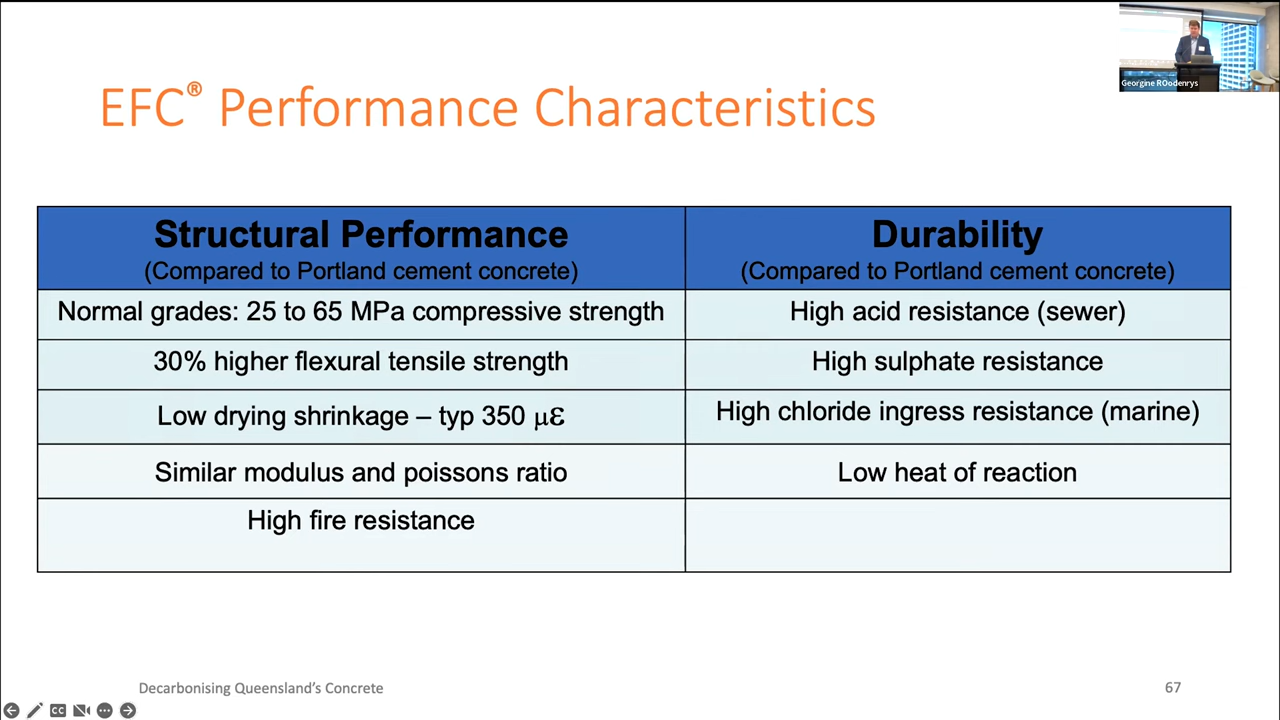 Georgine ROodenrys
EFC® Performance Characteristics
Structural Performance
(Compared to Portland cement concrete)
Durability
(Compared to Portland cement concrete)
Normal grades: 25 to 65 MPa compressive strength
High acid resistance (sewer)
30% higher flexural tensile strength
High sulphate resistance
Low drying shrinkage – typ 350 με
High chloride ingress resistance (marine)
Similar modulus and poissons ratio
Low heat of reaction
High fire resistance
Decarbonising Queensland's Concrete
67
CC